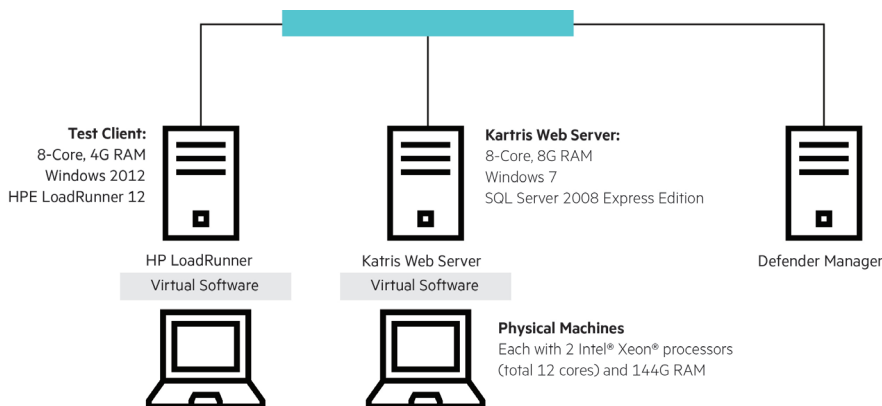 Test Client:
8-Core, 4G RAM
Windows 2012
HPE LoadRunner 12
Kartris Web Server:
8-Core, 8G RAM
Windows 7
SQL Server 2008 Express Edition
HP LoadRunner
Katris Web Server
Defender Manager
Virtual Software
Virtual Software
Physical Machines
Each with 2 Intel® Xeon® processors
(total 12 cores) and 144G RAM